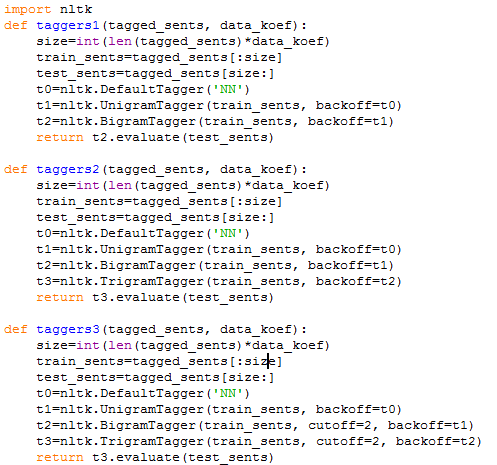 import nltk
def taggers1(tagged_sents, data_koef):
    size=int(len(tagged_sents)*data_koef)
    train_sents=tagged_sents[:size]
    test_sents=tagged_sents[size:]
    t0=nltk.DefaultTagger('NN')
    t1=nltk.UnigramTagger(train_sents, backoff=t0)
    t2=nltk.BigramTagger(train_sents, backoff=t1)
    return t2.evaluate(test_sents)

def taggers2(tagged_sents, data_koef):
    size=int(len(tagged_sents)*data_koef)
    train_sents=tagged_sents[:size]
    test_sents=tagged_sents[size:]
    t0=nltk.DefaultTagger('NN')
    t1=nltk.UnigramTagger(train_sents, backoff=t0)
    t2=nltk.BigramTagger(train_sents, backoff=t1)
    t3=nltk.TrigramTagger(train_sents, backoff=t2)
    return t3.evaluate(test_sents)

def taggers3(tagged_sents, data_koef):
    size=int(len(tagged_sents)*data_koef)
    train_sents=tagged_sents[:size]
    test_sents=tagged_sents[size:]
    t0=nltk.DefaultTagger('NN')
    t1=nltk.UnigramTagger(train_sents, backoff=t0)
    t2=nltk.BigramTagger(train_sents, cutoff=2, backoff=t1)
    t3=nltk.TrigramTagger(train_sents, cutoff=2, backoff=t2)
    return t3.evaluate(test_sents)